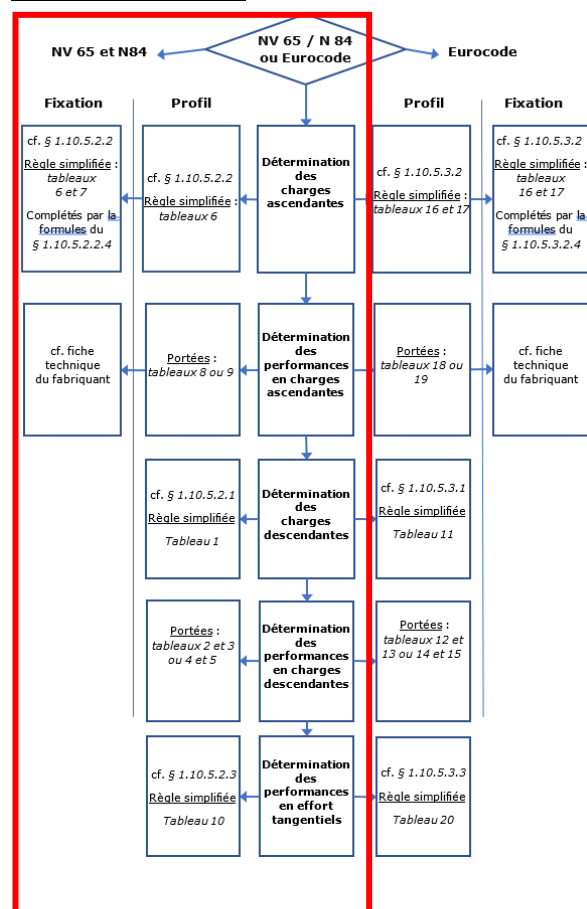 NV 65 et N84
NV 65 / N 84
ou Eurocode
Eurocode
Fixation
Profil
Profil
Fixation
cf. § 1.10.5.2.2
Règle simplifiée :
tableaux
6 et 7
Complétés par la
formules du
§ 1.10.5.2.2.4
cf. § 1.10.5.2.2
Règle simplifiée :
tableaux 6
Détermination
des
charges
ascendantes
cf. § 1.10.5.3.2
Règle simplifiée :
tableaux 16 et 17
cf. § 1.10.5.3.2
Règle simplifiée :
tableaux
16 et 17
Complétés par la
formules du
§ 1.10.5.3.2.4
cf. fiche
technique
du fabriquant
Portées :
tableaux 8 ou 9
Détermination
des
performances
en charges
ascendantes
Portées :
tableaux 18 ou
19
cf. fiche
technique
du fabriquant
cf. § 1.10.5.2.1
Règle simplifiée
Tableau 1
Détermination
des
charges
descendantes
cf. § 1.10.5.3.1
Règle simplifiée
Tableau 11
Portées :
tableaux 2 et 3
ou 4 et 5
Détermination
des
performances
en charges
descendantes
Portées :
tableaux 12 et
13 ou 14 et 15
cf. § 1.10.5.2.3
Règle simplifiée
Tableau 10
Détermination
des
performances
en effort
tangentiels
cf. § 1.10.5.3.3
Règle simplifiée
Tableau 20